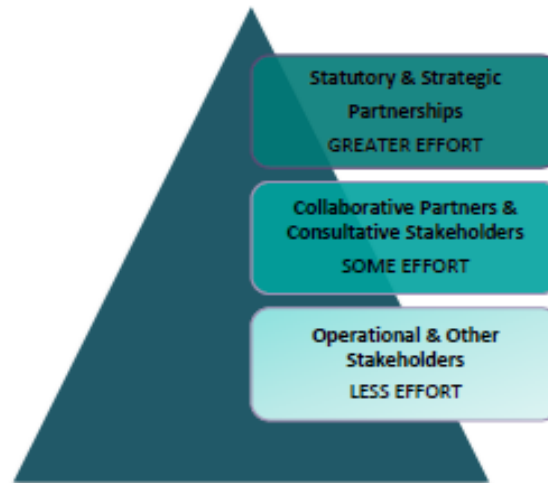 Statutory & Strategic
Partnerships
GREATER EFFORT
Collaborative Partners &
Consultative Stakeholders
SOME EFFORT
Operational & Other
Stakeholders
LESS EFFORT